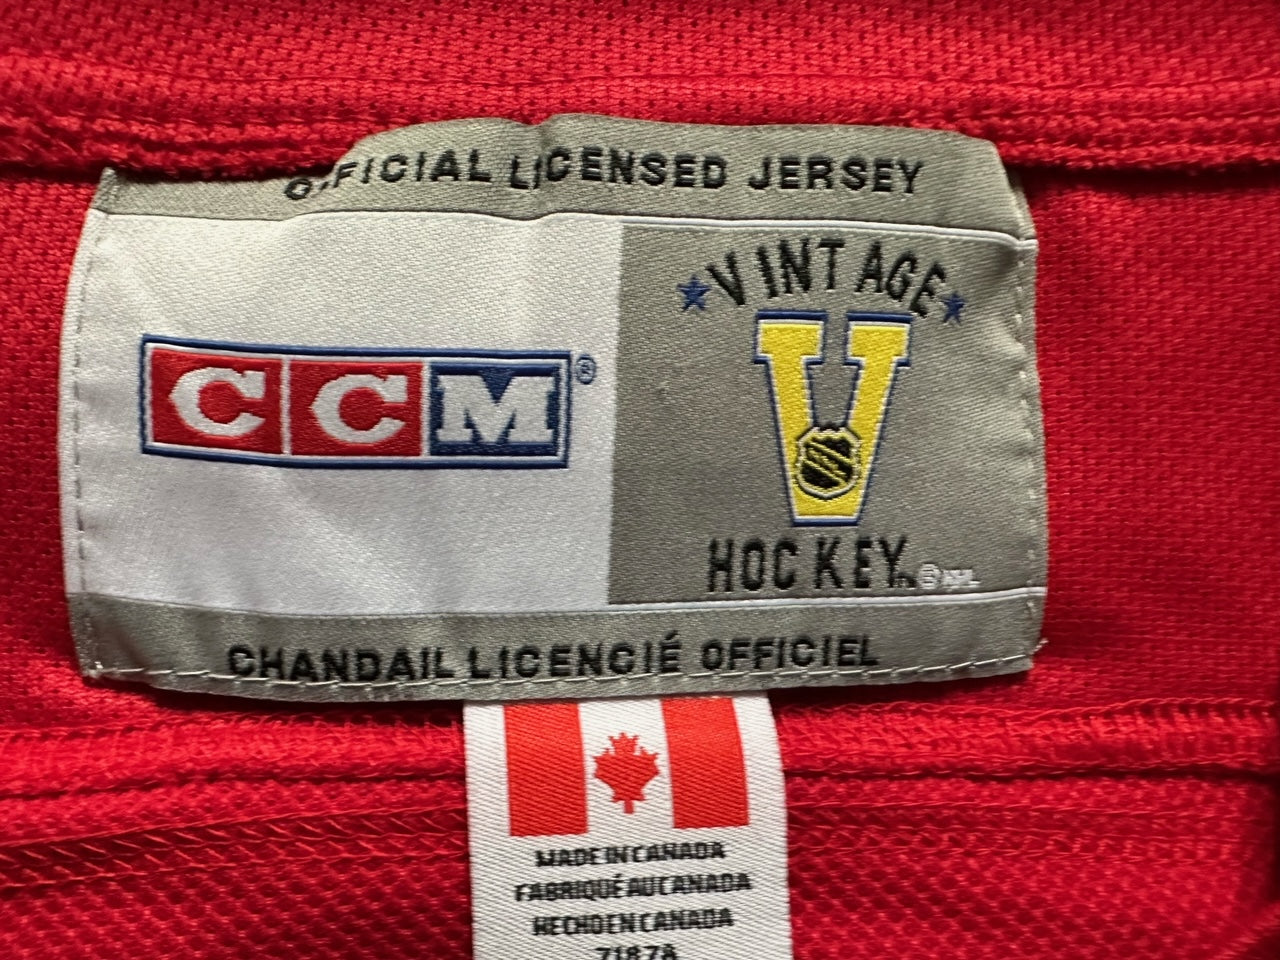 OFFICIAL LICENSED JERSEY
CCM®
VINTAGE
V
HOCKEY
CHANDAIL LICENCIÉ OFFICIEL
MADE IN CANADA
FABRIQUÉ AU CANADA
HECHO EN CANADA